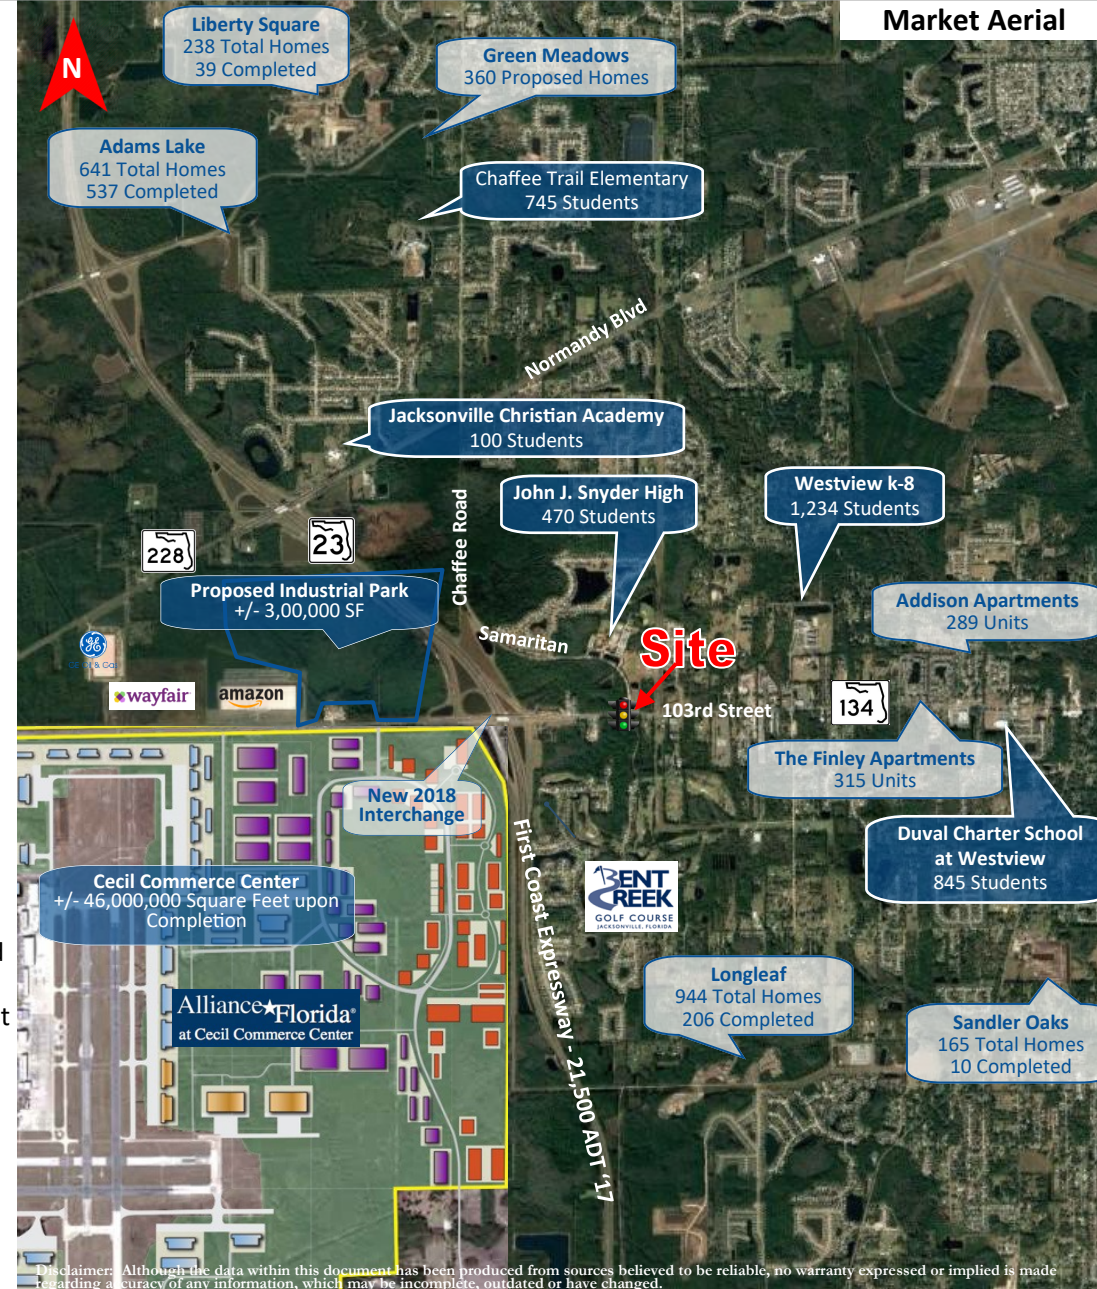 Market Aerial
Liberty Square
238 Total Homes
39 Completed
N
Green Meadows
360 Proposed Homes
Adams Lake
641 Total Homes
537 Completed
Chaffee Trail Elementary
745 Students
Normandy Blvd
Jacksonville Christian Academy
100 Students
John J. Snyder High
470 Students
Westview k-8
1,234 Students
Chaffee Road
228
23
Proposed Industrial Park
+/- 3,00,000 SF
Addison Apartments
289 Units
Samaritan
Site
GE
wayfair
amazon
103rd Street
134
The Finley Apartments
315 Units
New 2018
Interchange
Duval Charter School
at Westview
845 Students
First Coast Expressway - 21,500 ADT '17
Cecil Commerce Center
+/- 46,000,000 Square Feet upon
Completion
BENT
CREEK
GOLF COURSE
JACKSONVILLE, FLORIDA
Longleaf
944 Total Homes
206 Completed
Alliance Florida®
at Cecil Commerce Center
Sandler Oaks
165 Total Homes
10 Completed
t
Disclaimer: Although the data within this document has been produced from sources believed to be reliable, no warranty expressed or implied is made
regarding accuracy of any information, which may be incomplete, outdated or have changed.